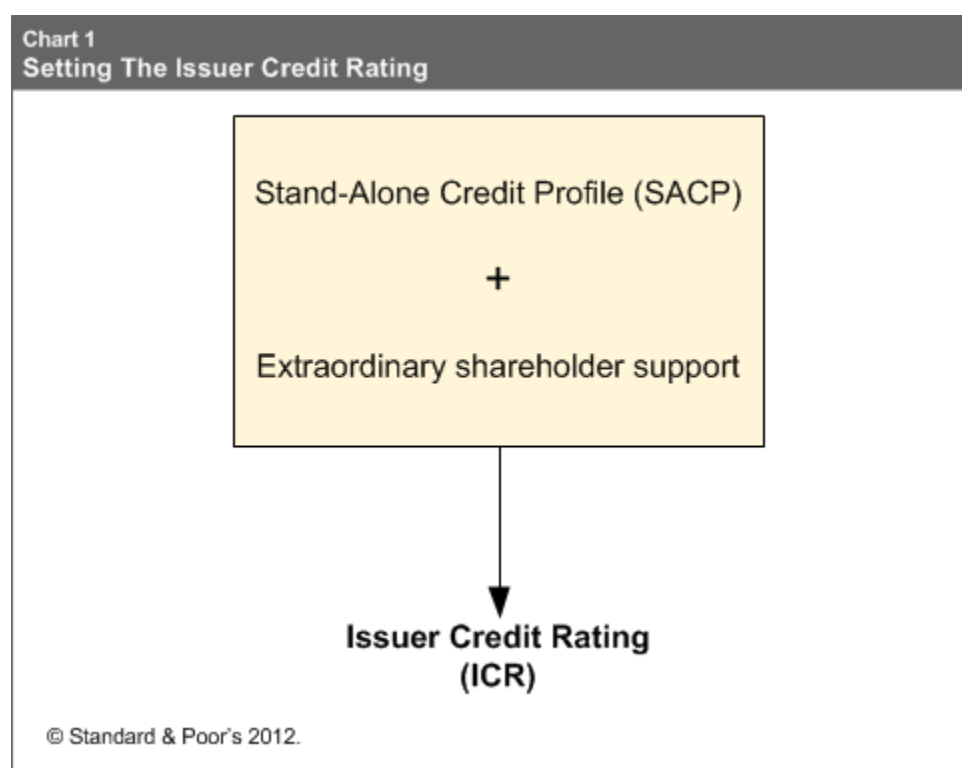 Chart 1
Setting The Issuer Credit Rating
Stand-Alone Credit Profile (SACP)
+
Extraordinary shareholder support
Issuer Credit Rating
(ICR)
© Standard & Poor's 2012.